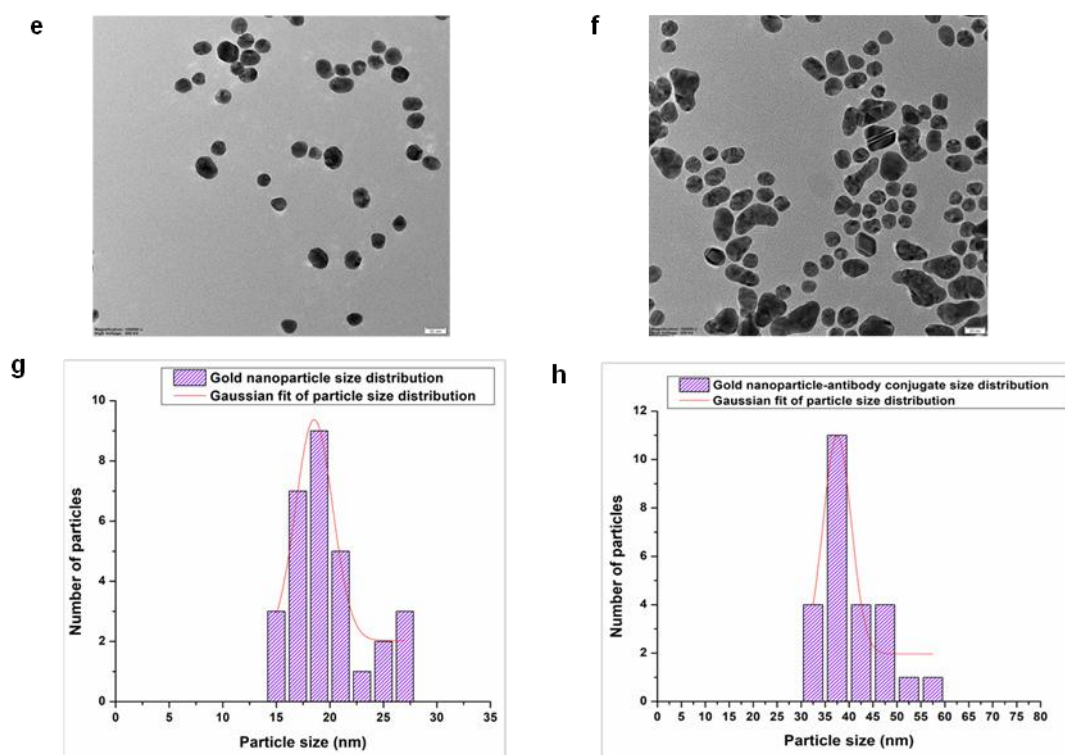 e
f
g
Gold nanoparticle size distribution
Gaussian fit of particle size distribution
10
8
6
4
2
0
Number of particles
0 5 10 15 20 25 30 35
Particle size (nm)
h
Gold nanoparticle-antibody conjugate size distribution
Gaussian fit of particle size distribution
12
10
8
6
4
2
0
Number of particles
0 5 10 15 20 25 30 35 40 45 50 55 60 65 70 75 80
Particle size (nm)